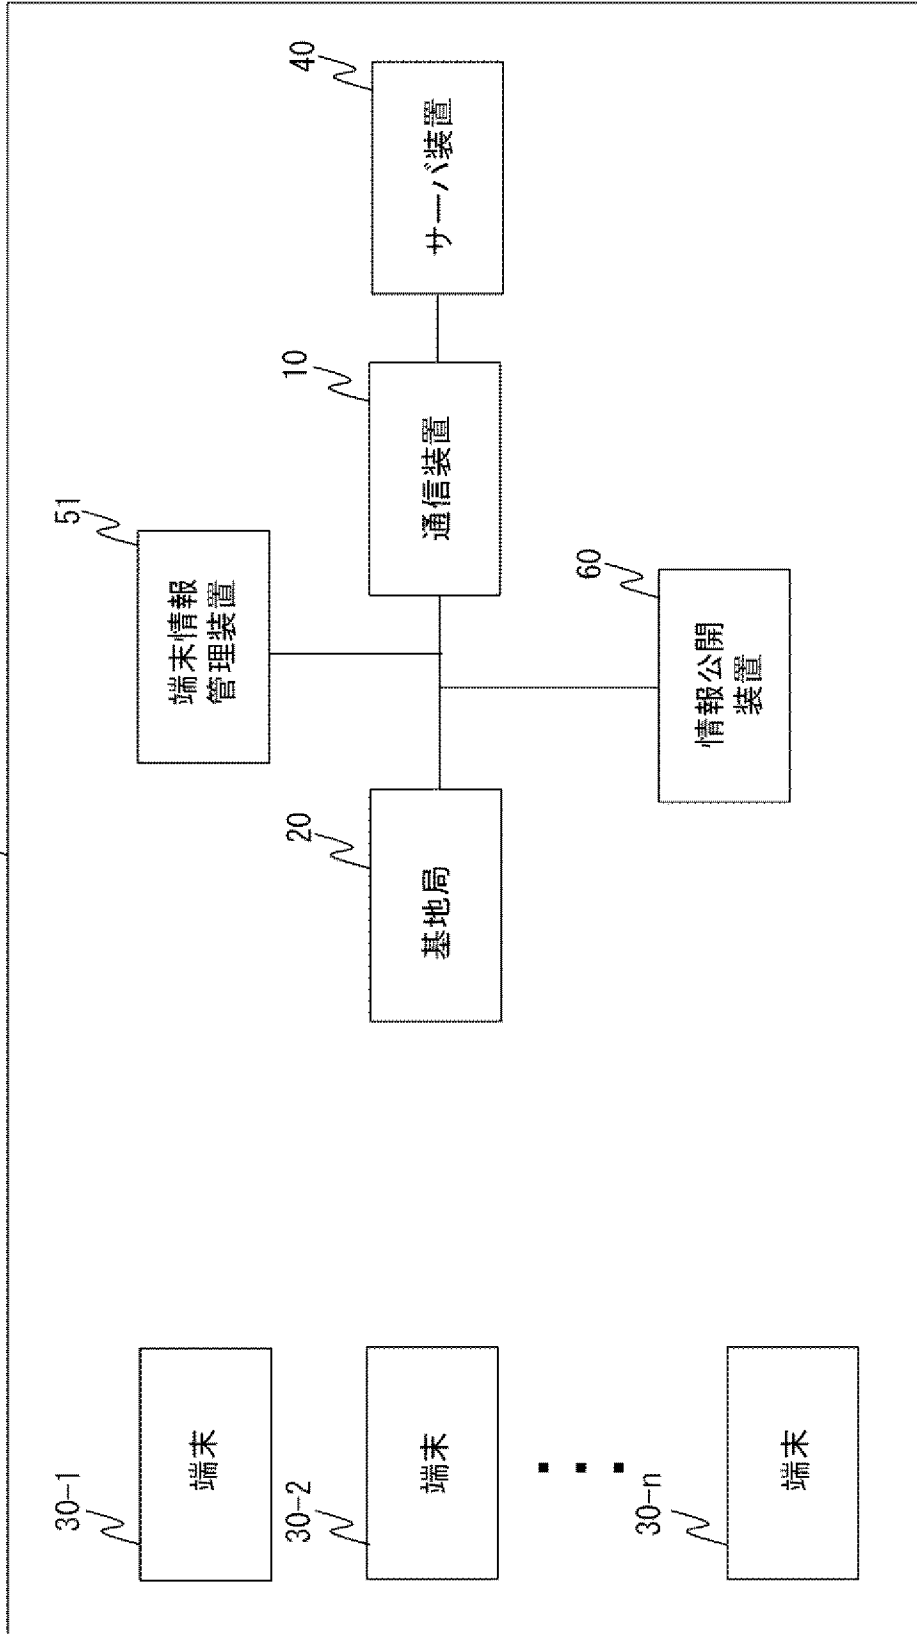 30-1
端末
30-2
端末
30-n
端末
20
基地局
51
端末情報
管理装置
60
情報公開
装置
10
通信装置
40
サーバ装置